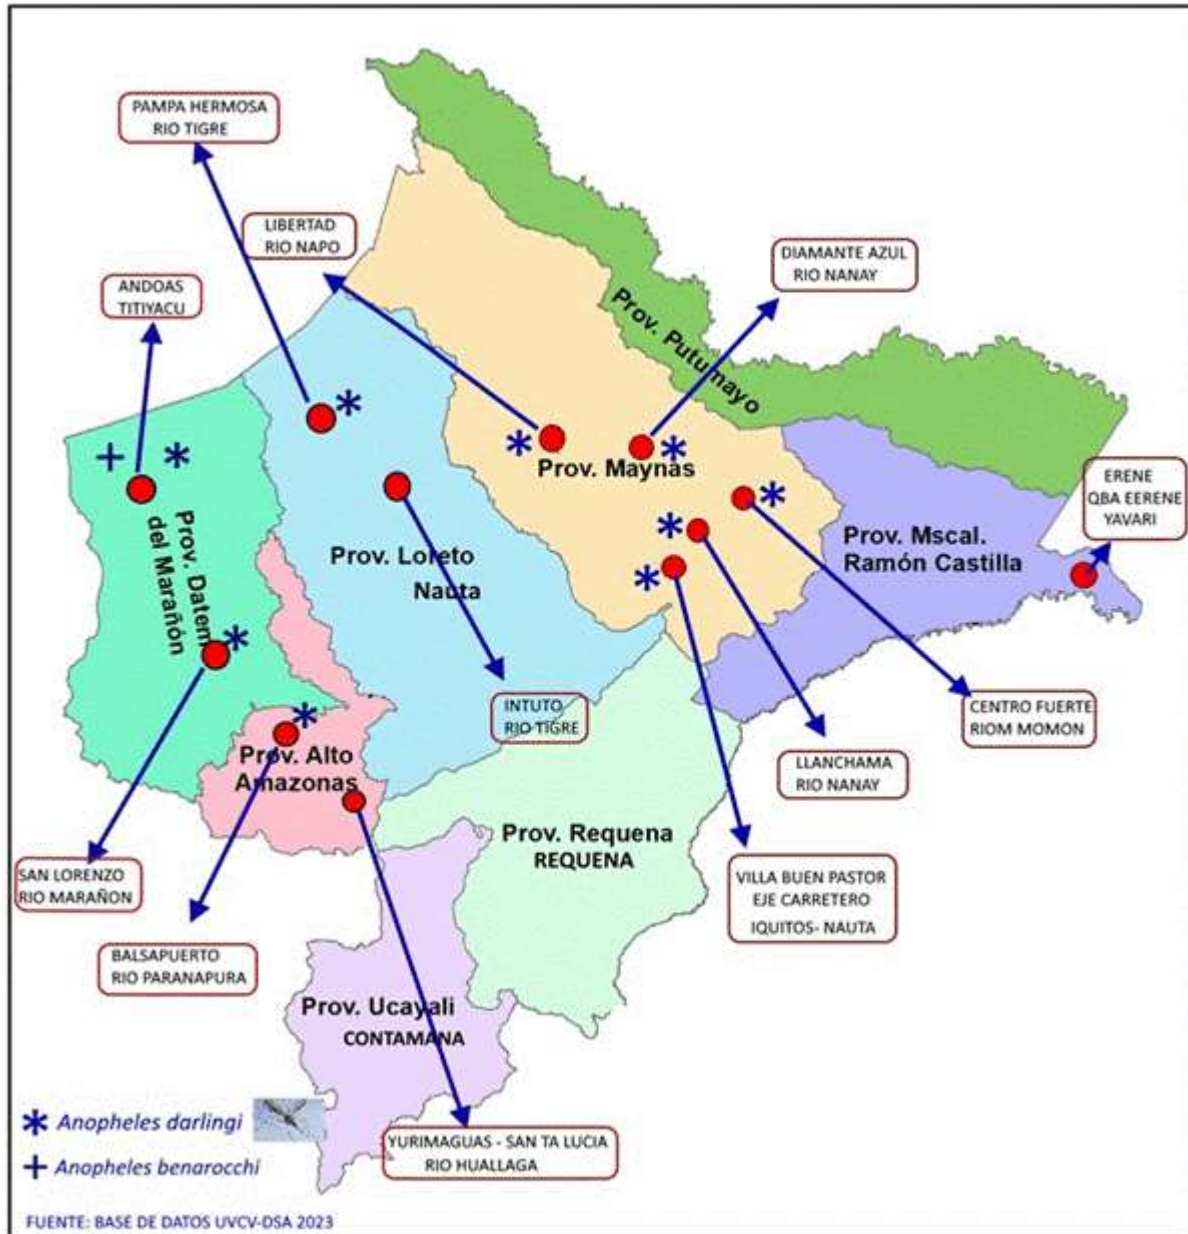 PAMPA HERMOSA
RIO TIGRE
LIBERTAD
RIO NAPO
DIAMANTE AZUL
RIO NANAY
ANDOAS
TITIYACU
Prov. Putumayo
Prov. Maynas
ERENE
QBA EERENE
YAVARI
Prov. Datem
del Marañón
Prov. Loreto
Nauta
Prov. Mscal.
Ramón Castilla
INTUTO
RIO TIGRE
CENTRO FUERTE
RIOM MOMON
LLANCHAMA
RIO NANAY
Prov. Alto
Amazonas
Prov. Requena
REQUENA
SAN LORENZO
RIO MARAÑON
VILLA BUEN PASTOR
EJE CARRETERO
IQUITOS- NAUTA
BALSAPUERTO
RIO PARANAPURA
Prov. Ucayali
CONTAMANA
Anopheles darlingi
Anopheles benarocchi
YURIMAGUAS - SAN TA LUCIA
RIO HUALLAGA
FUENTE: BASE DE DATOS UVCV-DSA 2023